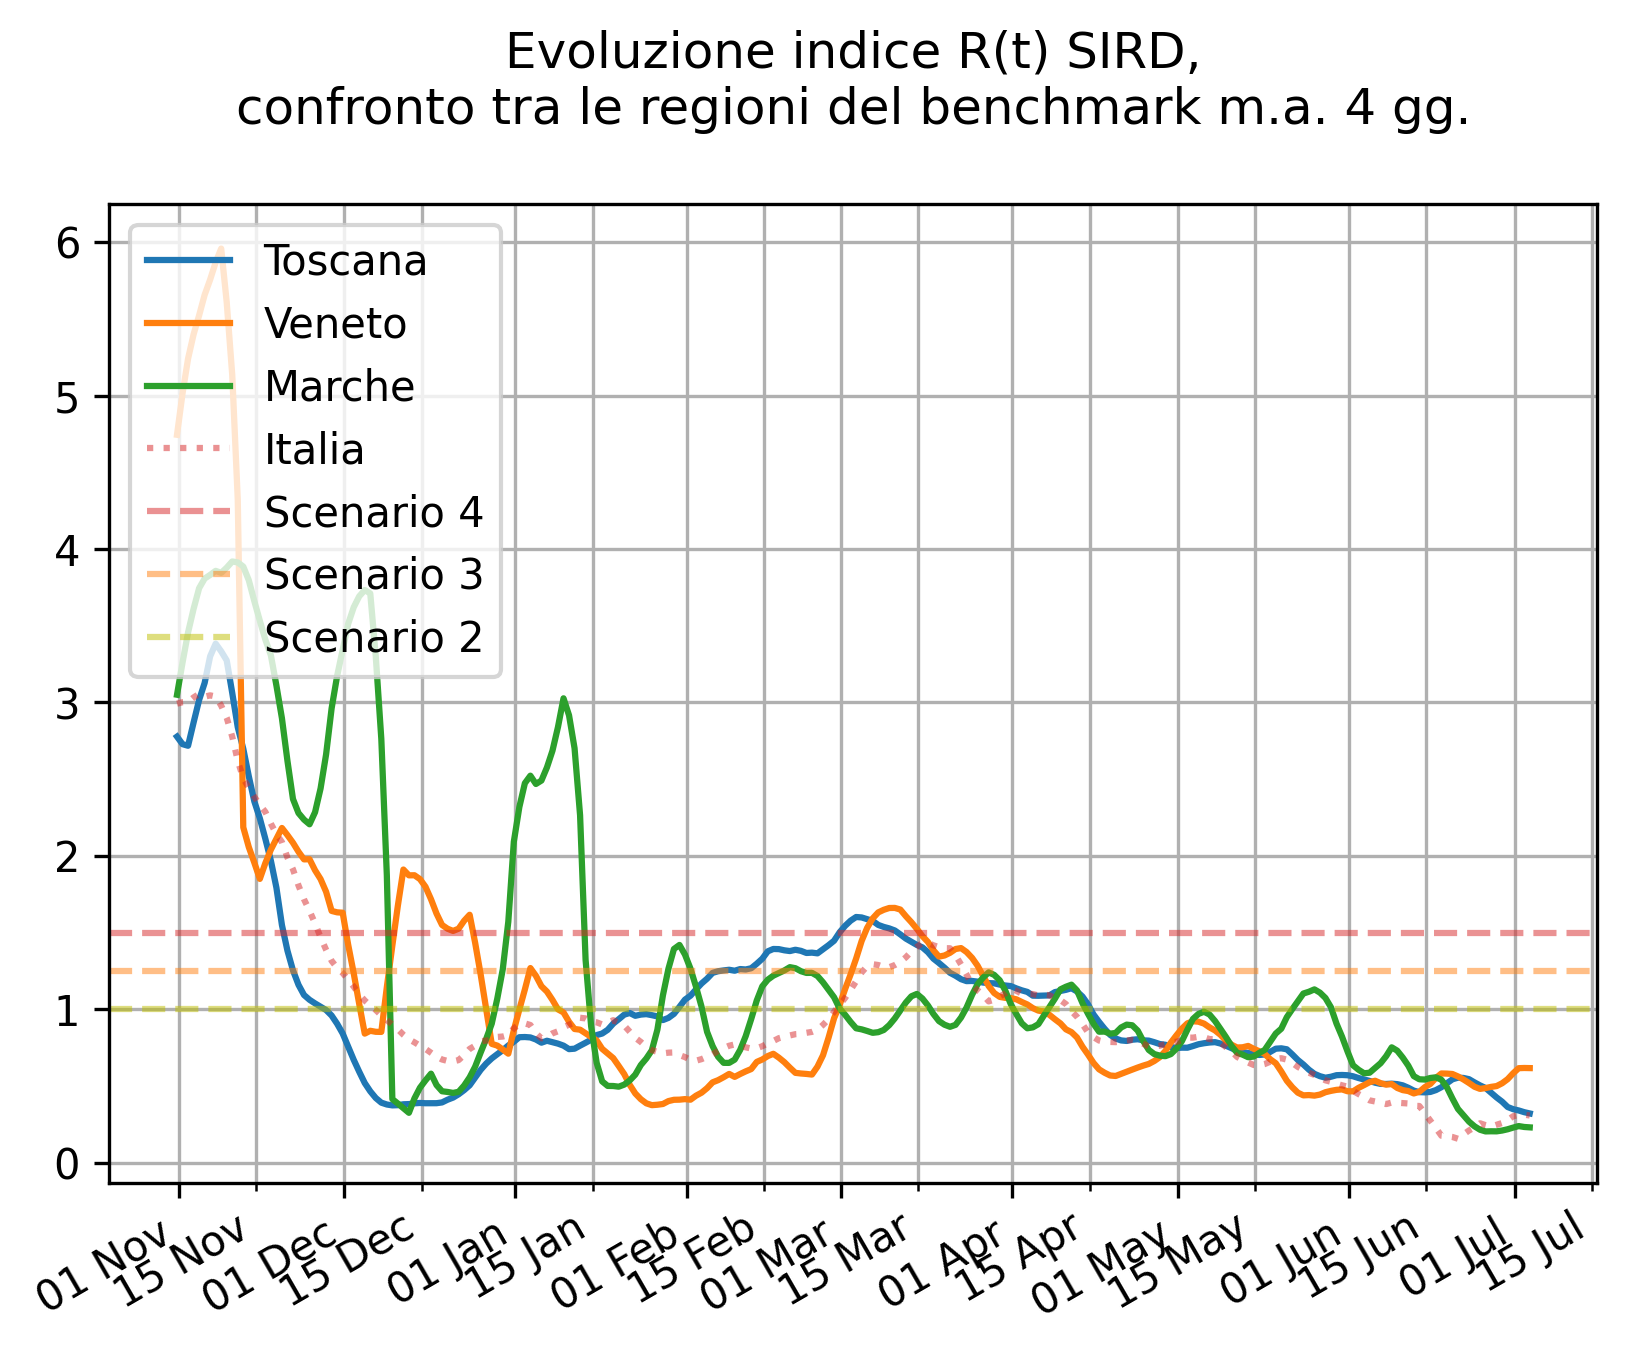 Evoluzione indice R(t) SIRD,
confronto tra le regioni del benchmark m.a. 4 gg.
6
5
4
3
2
1
0
Toscana
Veneto
Marche
Italia
Scenario 4
Scenario 3
Scenario 2
01 Nov
15 Nov
01 Dec
15 Dec
01 Jan
15 Jan
01 Feb
15 Feb
01 Mar
15 Mar
01 Apr
15 Apr
01 May
15 May
01 Jun
15 Jun
01 Jul
15 Jul